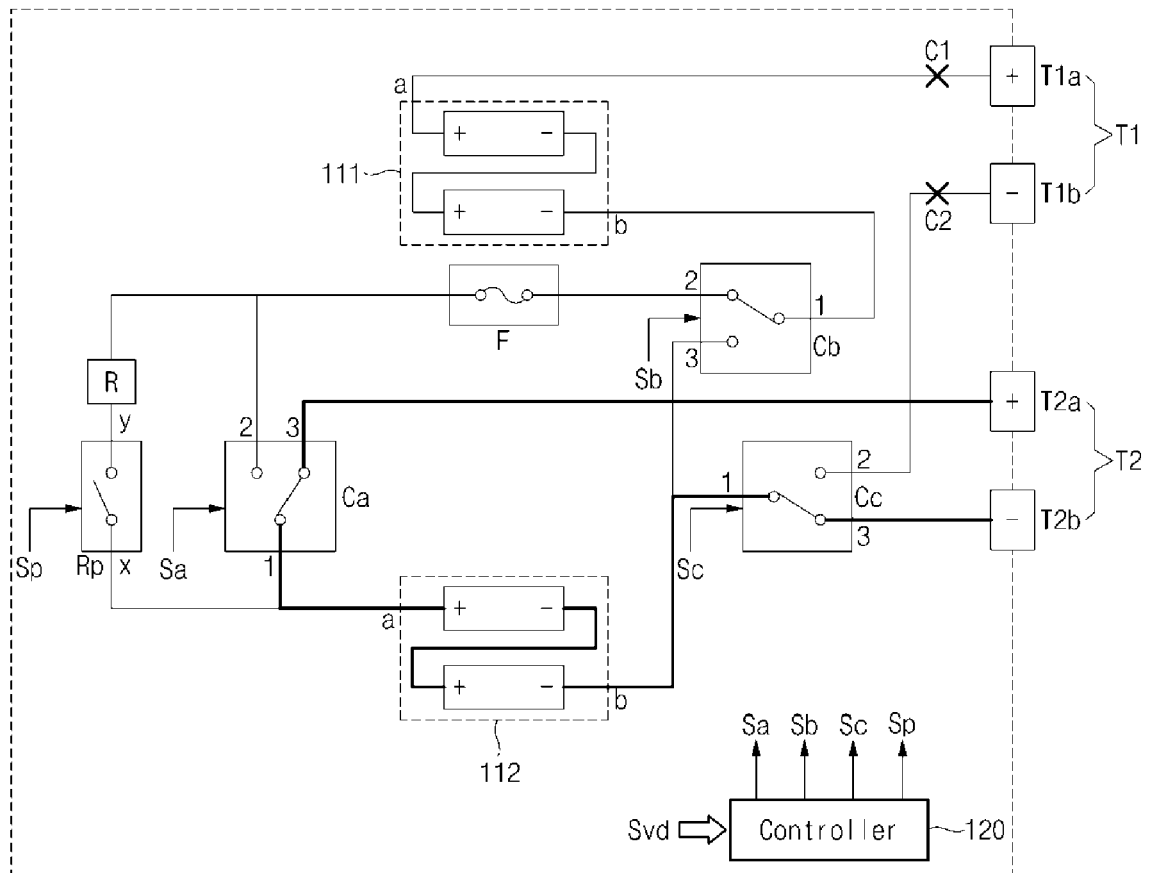 C1
+ T1a
a
T1
+ -
111
- T1b
C2
+ -
b
2
1
F
Cb
3
Sb
R
+ T2a
y
2 3
T2
2
1
Ca
Cc
- T2b
3
Sp Rp x Sa 1 Sc
a
+ -
+ -
b
112
Sa Sb Sc Sp
Svd
Controller
120